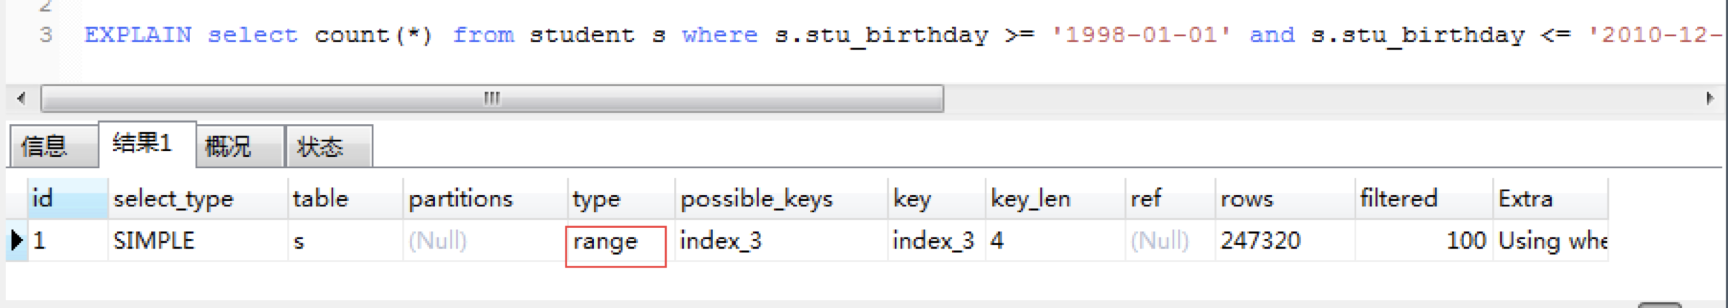 2
3 EXPLAIN select count(*) from student s where s.stu_birthday >= '1998-01-01' and s.stu_birthday <= '2010-12-
信息 结果1 概况 状态
id select_type table partitions type possible_keys key key_len ref rows filtered Extra
1 SIMPLE s (Null) range index_3 index_3 4 (Null) 247320 100 Using whe